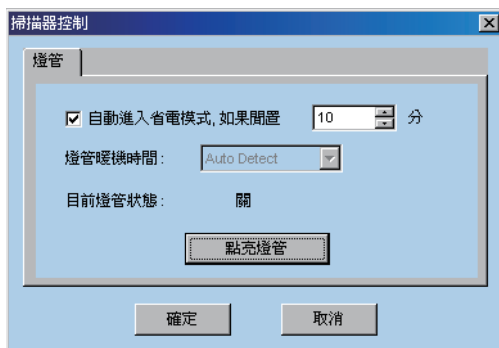 掃描器控制
燈管
自動進入省電模式, 如果閒置 10 分
燈管暖機時間 : Auto Detect
目前燈管狀態 : 關
點亮燈管
確定 取消